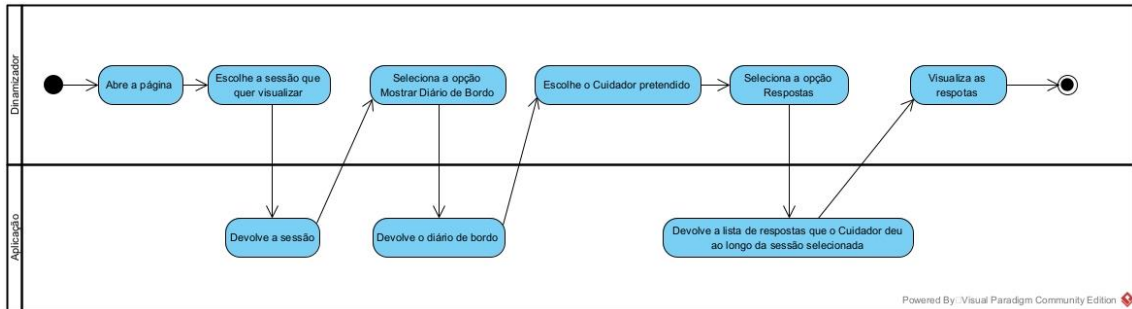 Dinamizador
Abre a página
Escolhe a sessão que
quer visualizar
Seleciona a opção
Mostrar Diário de Bordo
Escolhe o Cuidador pretendido
Seleciona a opção
Respostas
Visualiza as
respotas
Aplicação
Devolve a sessão
Devolve o diário de bordo
Devolve a lista de respostas que o Cuidador deu
ao longo da sessão selecionada
Powered By Visual Paradigm Community Edition